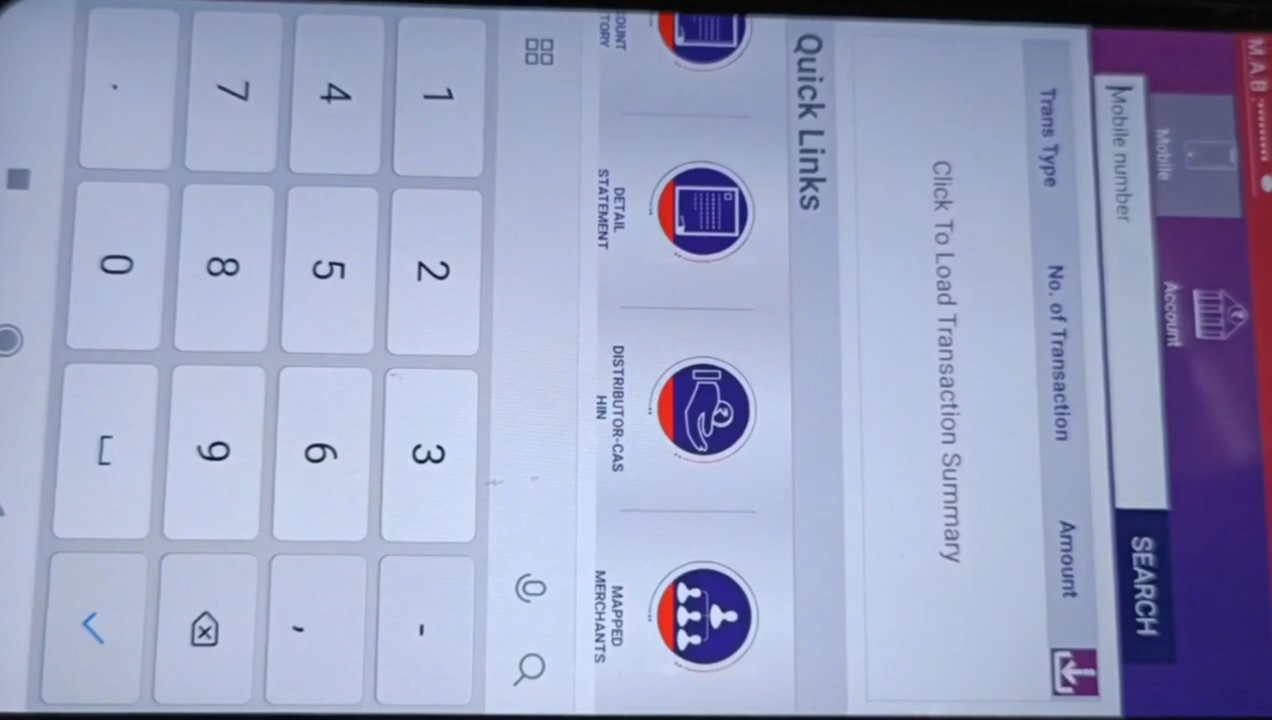 M.A.B.
Mobile
Account
Mobile number
SEARCH
Trans Type No. of Transaction Amount
Click To Load Transaction Summary
Quick Links
DETAIL
STATEMENT
DISTRIBUTOR-CAS
HIN
MAPPED
MERCHANTS
1 2 3 -
4 5 6 ,
7 8 9
. 0